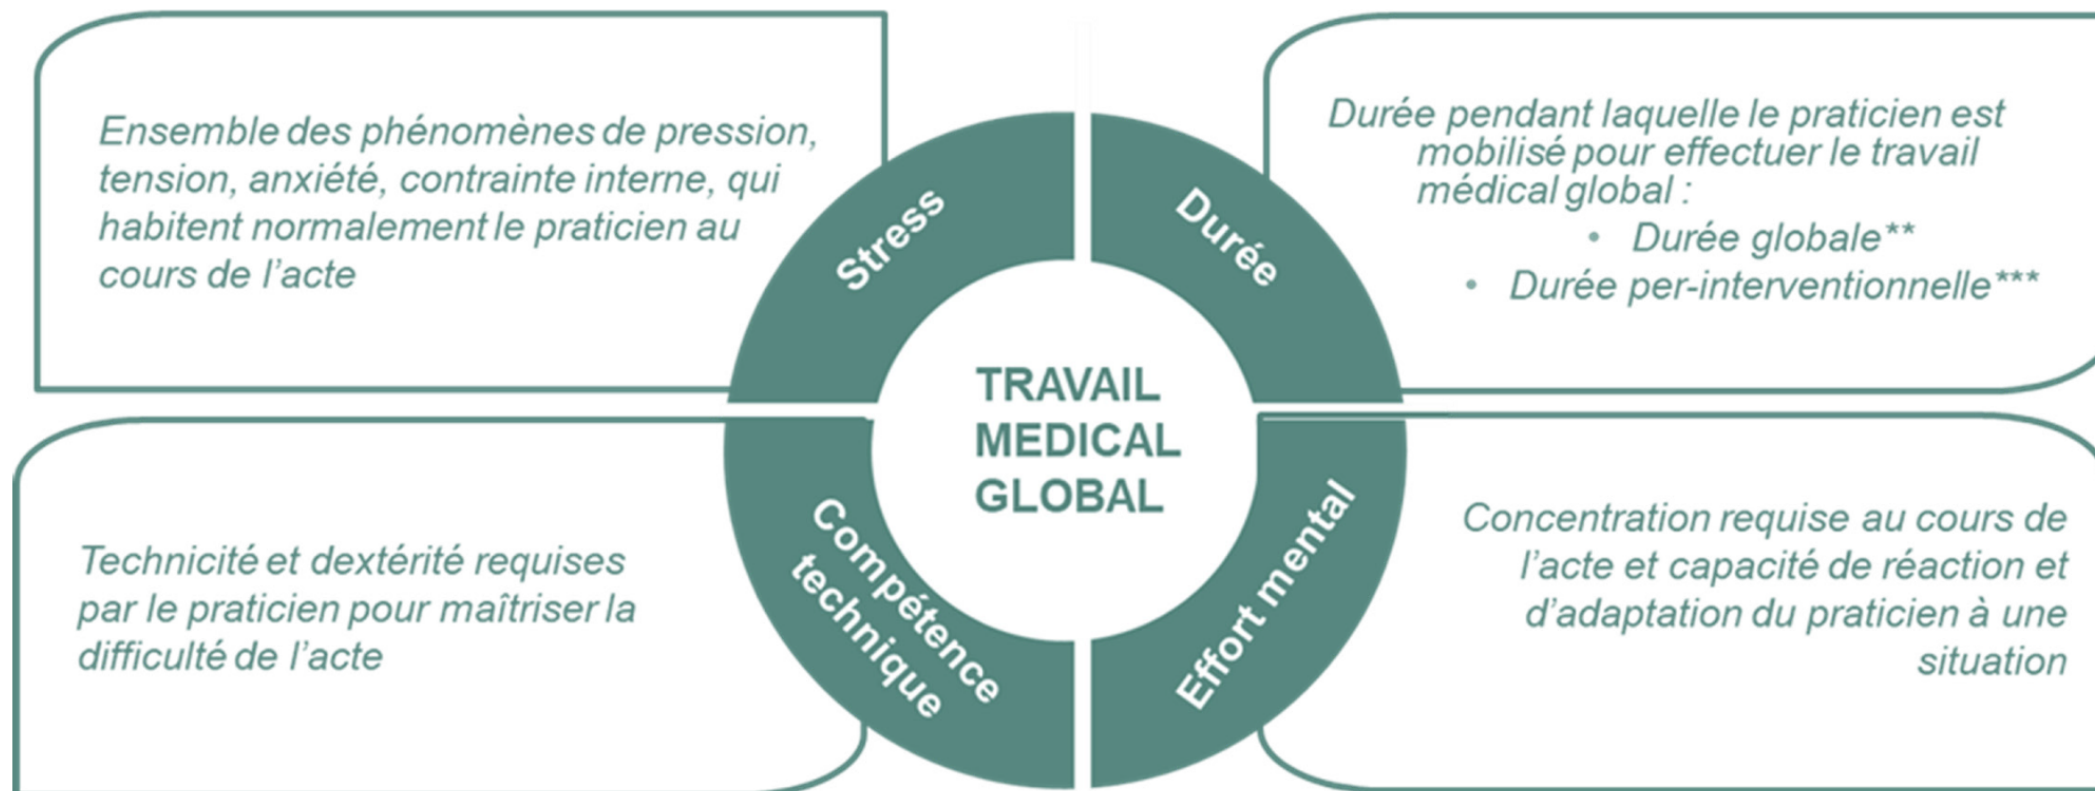 Ensemble des phénomènes de pression,
tension, anxiété, contrainte interne, qui
habitent normalement le praticien au
cours de l'acte
Stress
Durée
Durée pendant laquelle le praticien est
mobilisé pour effectuer le travail
médical global :
• Durée globale**
• Durée per-interventionnelle***
TRAVAIL
MEDICAL
GLOBAL
Technicité et dextérité requises
par le praticien pour maîtriser la
difficulté de l'acte
Compétence
technique
Effort mental
Concentration requise au cours de
l'acte et capacité de réaction et
d'adaptation du praticien à une
situation